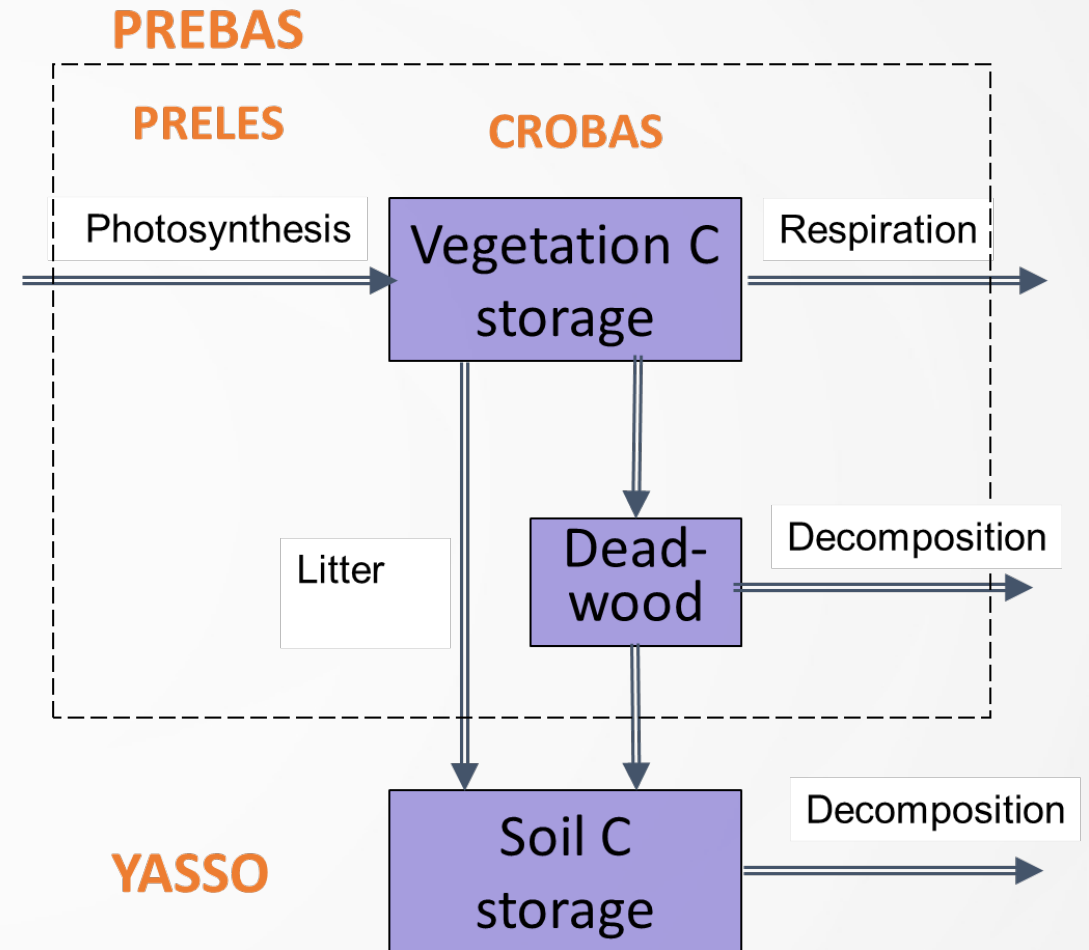 PREBAS
PRELES
CROBAS
Photosynthesis
Vegetation C
storage
Respiration
Litter
Dead-
wood
Decomposition
YASSO
Soil C
storage
Decomposition